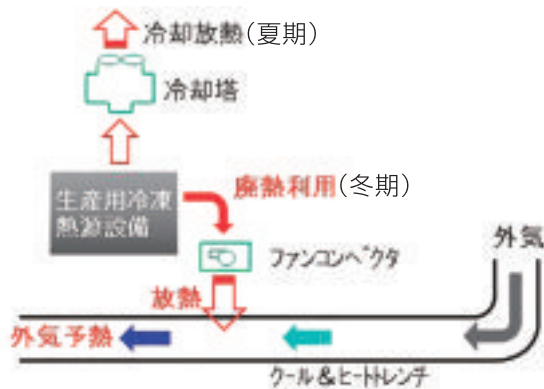 冷却放熱(夏期)
冷却塔
生産用冷凍
熱源設備
廃熱利用(冬期)
外気
ファンコンベクタ
放熱
外気予熱
クール&ヒートトレンチ